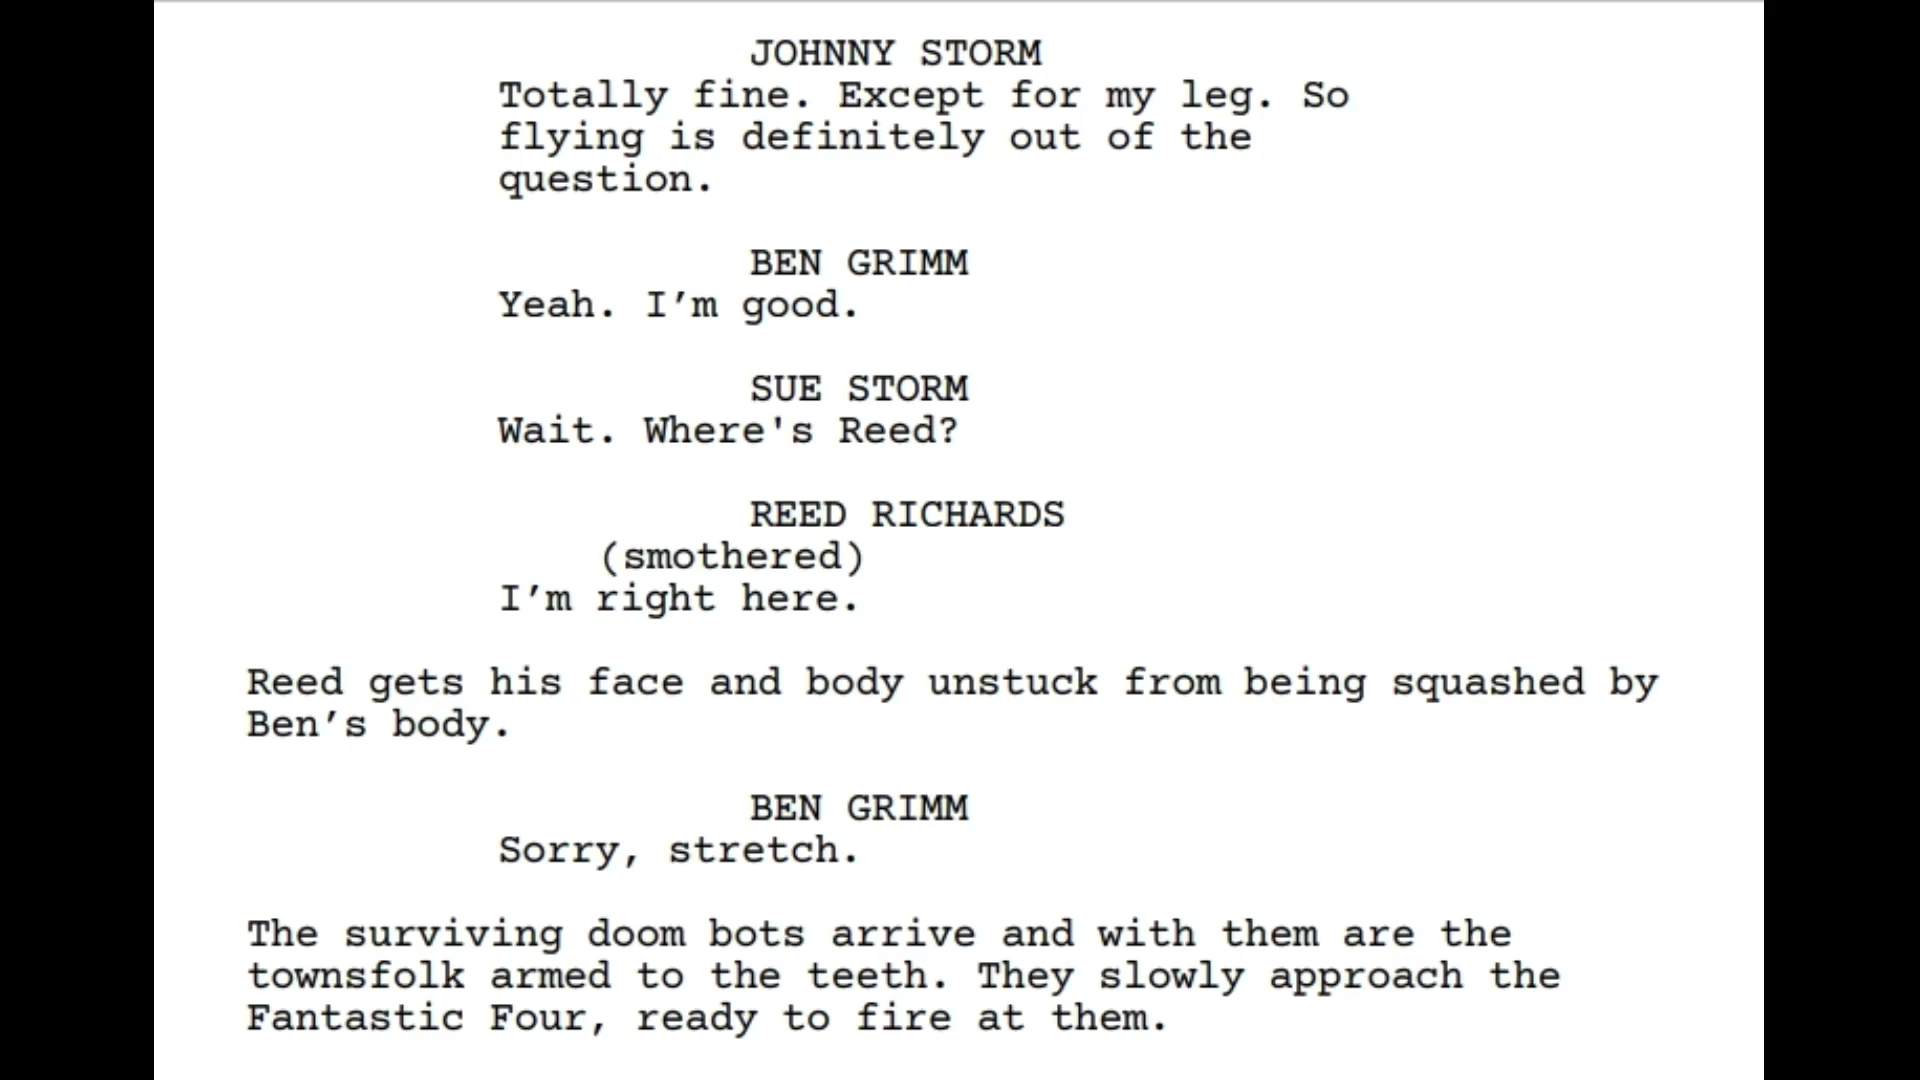 JOHNNY STORM
Totally fine. Except for my leg. So
flying is definitely out of the
question.
BEN GRIMM
Yeah. I’m good.
SUE STORM
Wait. Where's Reed?
REED RICHARDS
(smothered)
I’m right here.
Reed gets his face and body unstuck from being squashed by
Ben’s body.
BEN GRIMM
Sorry, stretch.
The surviving doom bots arrive and with them are the
townsfolk armed to the teeth. They slowly approach the
Fantastic Four, ready to fire at them.